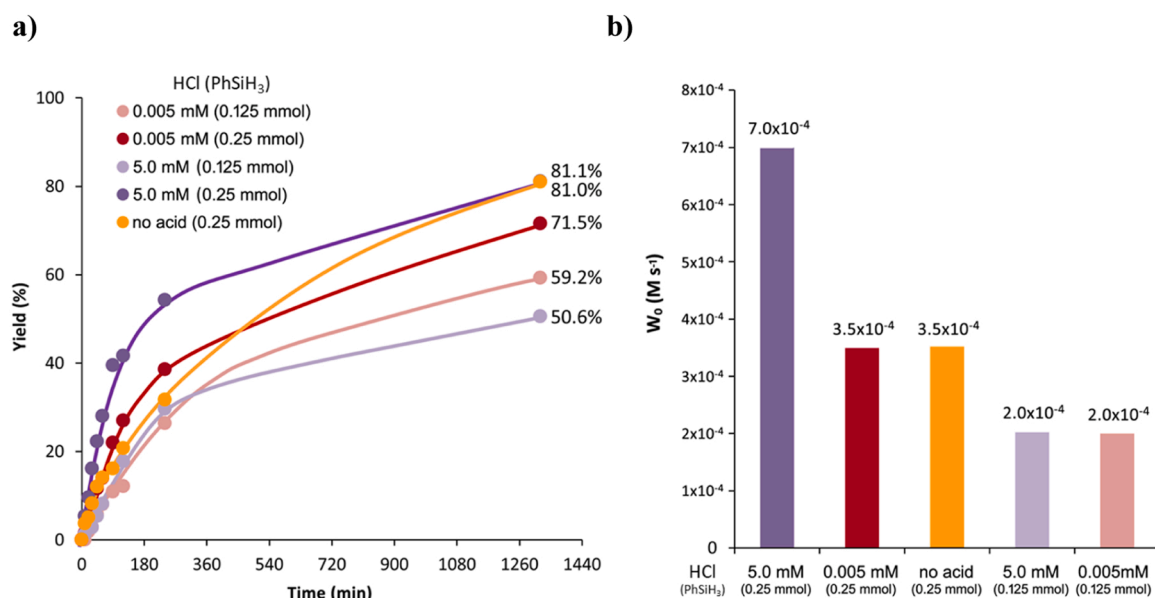 a)
HCl (PhSiH₃)
0.005 mM (0.125 mmol)
0.005 mM (0.25 mmol)
5.0 mM (0.125 mmol)
5.0 mM (0.25 mmol)
no acid (0.25 mmol)
100
80
60
40
20
0
Yield (%)
81.1%
81.0%
71.5%
59.2%
50.6%
0 180 360 540 720 900 1080 1260 1440
Time (min)
b)
8x10⁻⁴
7x10⁻⁴
6x10⁻⁴
5x10⁻⁴
4x10⁻⁴
3x10⁻⁴
2x10⁻⁴
1x10⁻⁴
0
W₀ (M s⁻¹)
7.0x10⁻⁴
3.5x10⁻⁴
3.5x10⁻⁴
2.0x10⁻⁴
2.0x10⁻⁴
HCl 5.0 mM 0.005 mM no acid 5.0 mM 0.005mM
(PhSiH₃) (0.25 mmol) (0.25 mmol) (0.25 mmol) (0.125 mmol) (0.125 mmol)